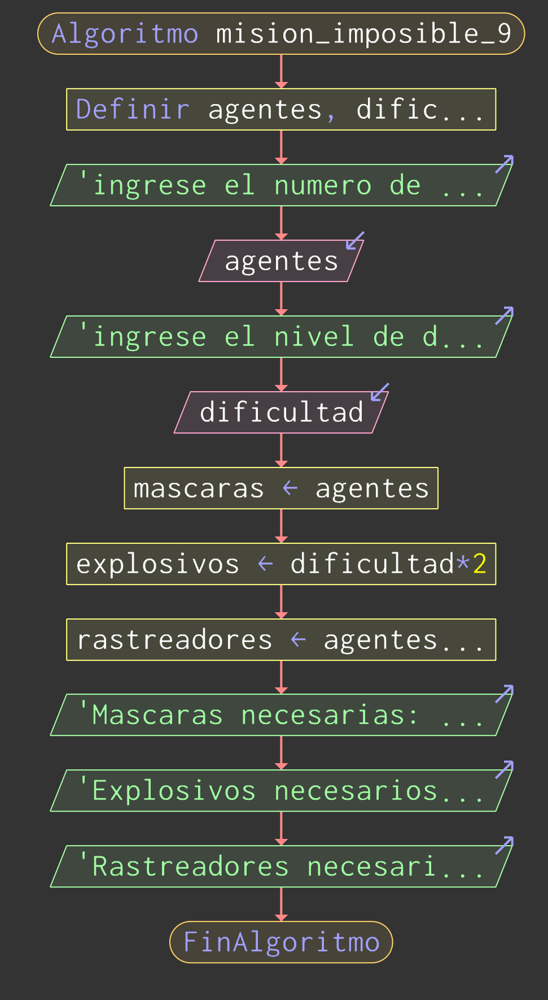 Algoritmo mision_imposible_9
Definir agentes, dific...
'ingrese el numero de ...
agentes
'ingrese el nivel de d...
dificultad
mascaras ← agentes
explosivos ← dificultad*2
rastreadores ← agentes...
'Mascaras necesarias: ...
'Explosivos necesarios...
'Rastreadores necesari...
FinAlgoritmo